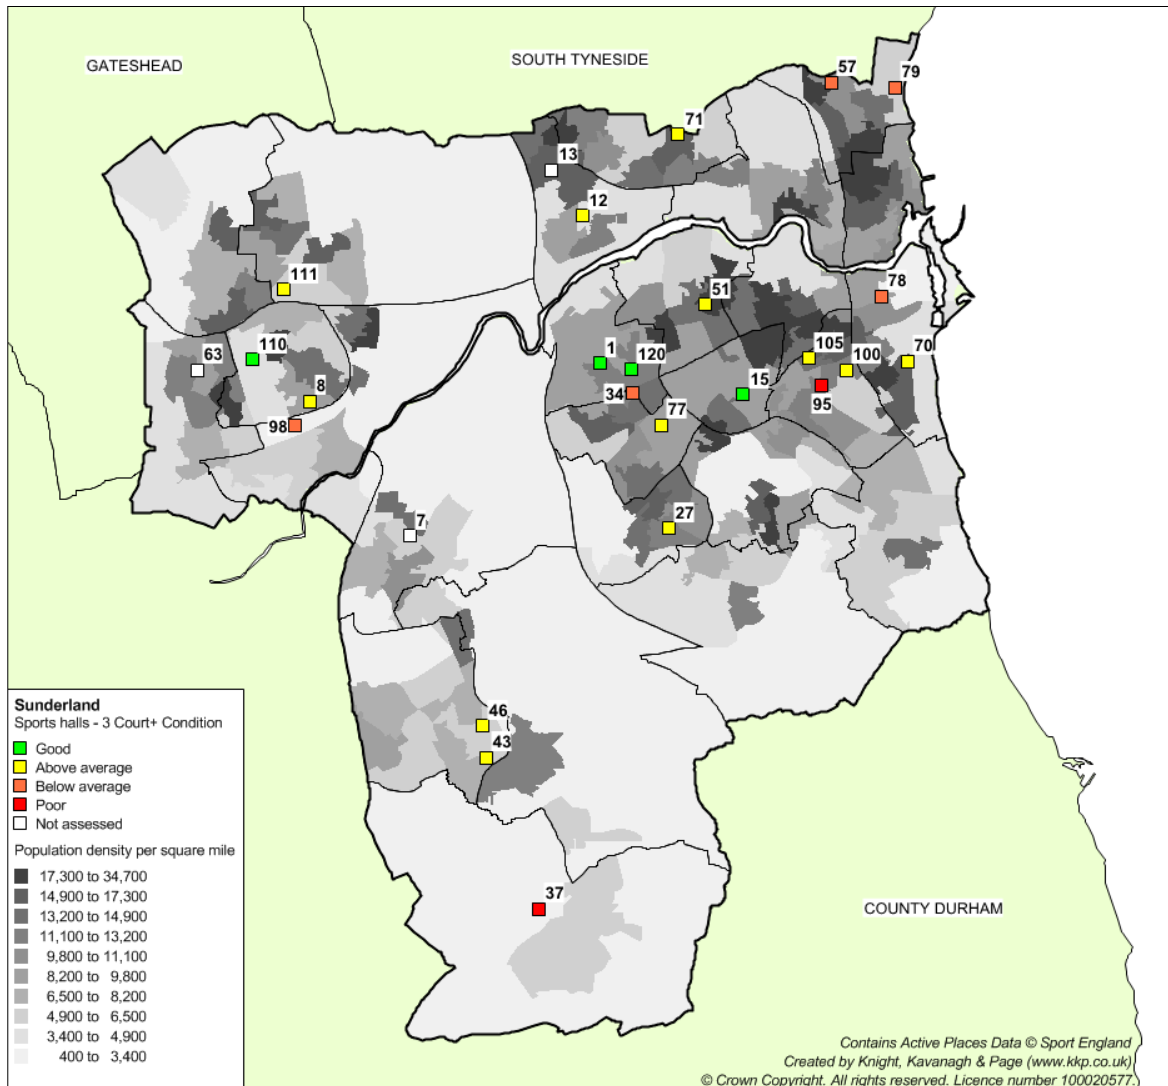 GATESHEAD
SOUTH TYNESIDE
57
79
71
13
12
111
51
78
63
110
1
120
105
100
70
8
34
15
95
98
77
7
27
46
43
37
COUNTY DURHAM
Sunderland
Sports halls - 3 Court+ Condition
Good
Above average
Below average
Poor
Not assessed
Population density per square mile
17,300 to 34,700
14,900 to 17,300
13,200 to 14,900
11,100 to 13,200
9,800 to 11,100
8,200 to 9,800
6,500 to 8,200
4,900 to 6,500
3,400 to 4,900
400 to 3,400
Contains Active Places Data © Sport England
Created by Knight, Kavanagh & Page (www.kkp.co.uk)
© Crown Copyright. All rights reserved. Licence number 100020577.